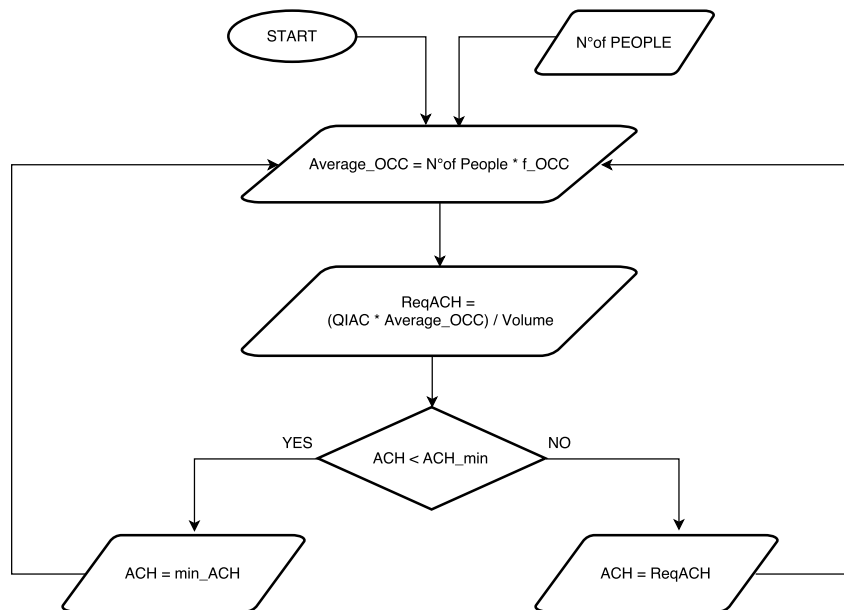 START
N°of PEOPLE
Average_OCC = N°of People * f_OCC
ReqACH =
(QIAC * Average_OCC) / Volume
YES
NO
ACH < ACH_min
ACH = min_ACH
ACH = ReqACH